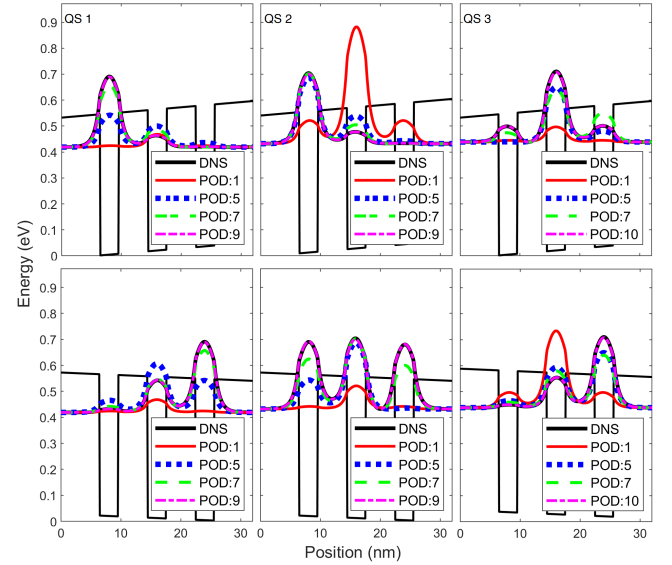 QS 1
QS 2
QS 3
0.9
0.8
0.7
0.6
0.5
0.4
0.3
0.2
0.1
0
DNS
POD:1
POD:5
POD:7
POD:9
DNS
POD:1
POD:5
POD:7
POD:9
DNS
POD:1
POD:5
POD:7
POD:10
Energy (eV)
0.9
0.8
0.7
0.6
0.5
0.4
0.3
0.2
0.1
0
DNS
POD:1
POD:5
POD:7
POD:9
DNS
POD:1
POD:5
POD:7
POD:9
DNS
POD:1
POD:5
POD:7
POD:10
0 10 20 30
0 10 20 30
0 10 20 30
Position (nm)